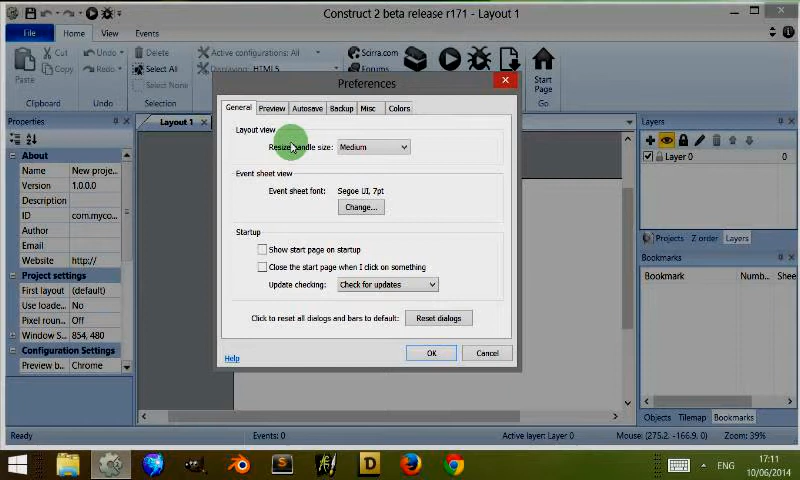 Construct 2 beta release r171 - Layout 1
File Home View Events
Paste
Cut
Copy
Clipboard
Undo
Redo
Undo
Delete
Select All
Select None
Selection
Active configurations: All
Displaying: HTML5
Scirra.com
Forums
Start Page
Go
Properties
About
Name New proje...
Version 1.0.0.0
Description
ID com.myco...
Author
Email
Website http://
Project settings
First layout (default)
Use loade... No
Pixel roun... Off
Window S... 854, 480
Configuration Settings
Preview b... Chrome
Layout 1
Preferences
General Preview Autosave Backup Misc Colors
Layout view
Resize handle size: Medium
Event sheet view
Event sheet font: Segoe UI, 7pt
Change...
Startup
Show start page on startup
Close the start page when I click on something
Update checking: Check for updates
Click to reset all dialogs and bars to default: Reset dialogs
Help
OK Cancel
Layers
Layer 0 0
Projects Z order Layers
Bookmarks
Bookmark Numb... Shee
Objects Tilemap Bookmarks
Ready Events: 0 Active layer: Layer 0 Mouse: (275.2, -166.9, 0) Zoom: 39%
ENG
17:11
10/06/2014